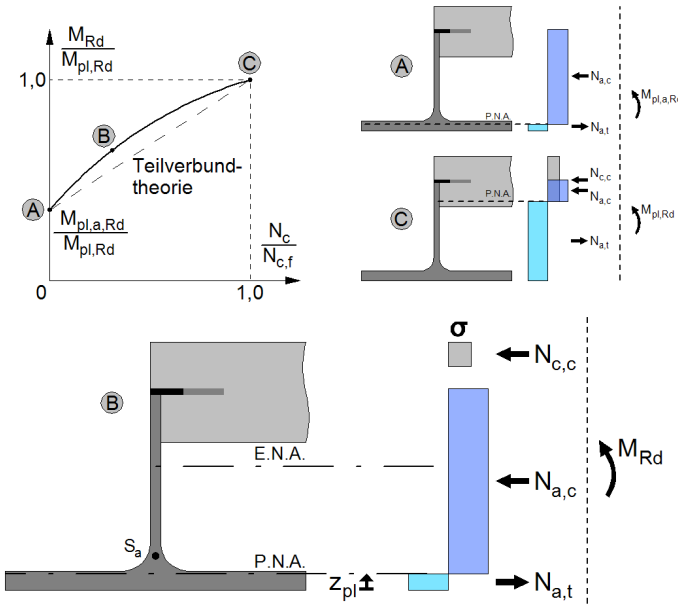 M_Rd
M_pl,Rd
1,0
A
B
C
Teilverbund-
theorie
M_pl,a,Rd
M_pl,Rd
N_c
N_c,f
0
1,0
A
P.N.A.
N_a,c
M_pl,a,Rd
N_a,t
C
P.N.A.
N_c,c
N_a,c
M_pl,Rd
N_a,t
B
σ
N_c,c
E.N.A.
M_Rd
N_a,c
S_a
P.N.A.
z_pl
N_a,t